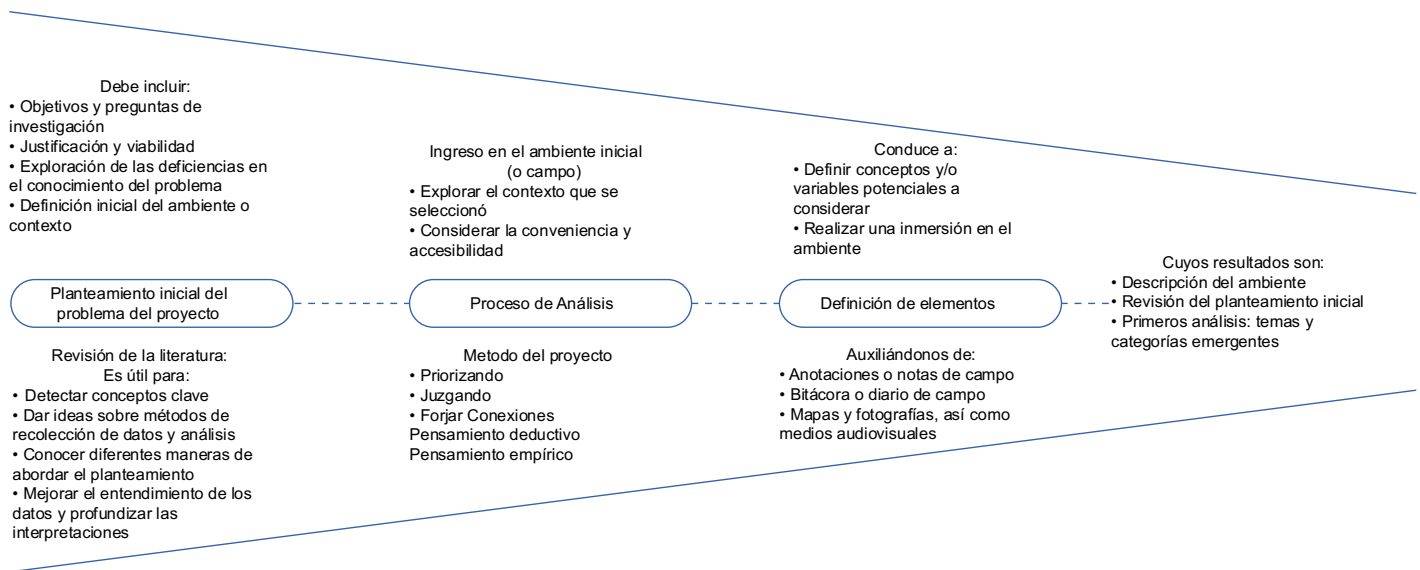 Debe incluir:
• Objetivos y preguntas de
investigación
• Justificación y viabilidad
• Exploración de las deficiencias en
el conocimiento del problema
• Definición inicial del ambiente o
contexto
Planteamiento inicial del
problema del proyecto
Revisión de la literatura:
Es útil para:
• Detectar conceptos clave
• Dar ideas sobre métodos de
recolección de datos y análisis
• Conocer diferentes maneras de
abordar el planteamiento
• Mejorar el entendimiento de los
datos y profundizar las
interpretaciones
Ingreso en el ambiente inicial
(o campo)
• Explorar el contexto que se
seleccionó
• Considerar la conveniencia y
accesibilidad
Proceso de Análisis
Metodo del proyecto
• Priorizando
• Juzgando
• Forjar Conexiones
Pensamiento deductivo
Pensamiento empírico
Conduce a:
• Definir conceptos y/o
variables potenciales a
considerar
• Realizar una inmersión en el
ambiente
Definición de elementos
Auxiliándonos de:
• Anotaciones o notas de campo
• Bitácora o diario de campo
• Mapas y fotografías, así como
medios audiovisuales
Cuyos resultados son:
• Descripción del ambiente
• Revisión del planteamiento inicial
• Primeros análisis: temas y
categorías emergentes